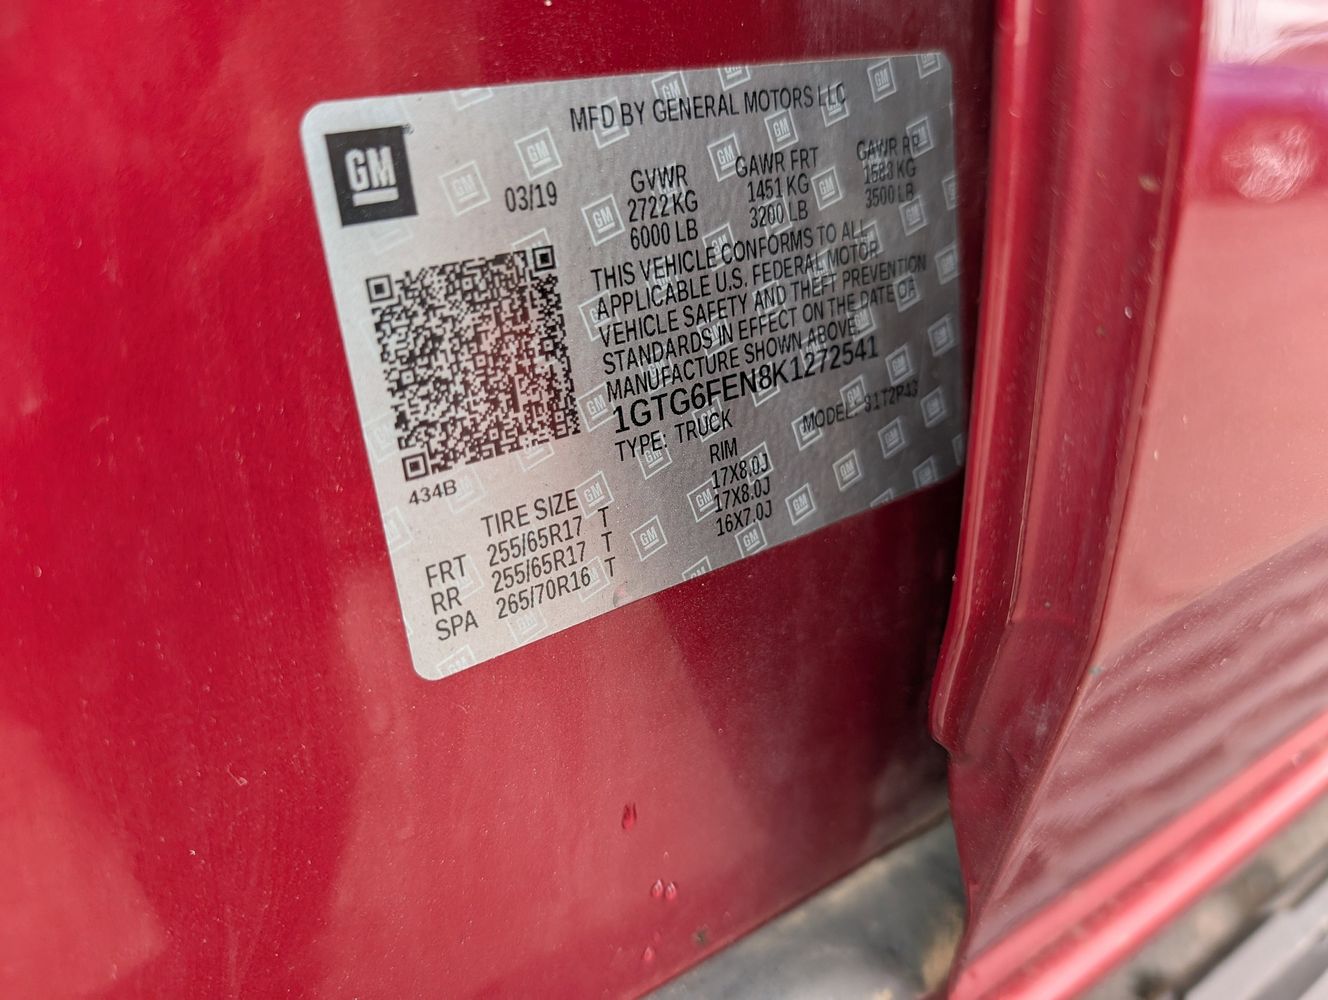 GM
MFD BY GENERAL MOTORS LLC
03/19
GVWR GAWR FRT GAWR RR
2722 KG 1451 KG 1588 KG
6000 LB 3200 LB 3500 LB
THIS VEHICLE CONFORMS TO ALL
APPLICABLE U.S. FEDERAL MOTOR
VEHICLE SAFETY AND THEFT PREVENTION
STANDARDS IN EFFECT ON THE DATE OF
MANUFACTURE SHOWN ABOVE.
1GTG6FEN8K1272541
TYPE: TRUCK MODEL:
434B
TIRE SIZE RIM
FRT 255/65R17 T 17X8.0J
RR 255/65R17 T 17X8.0J
SPA 265/70R16 T 16X7.0J